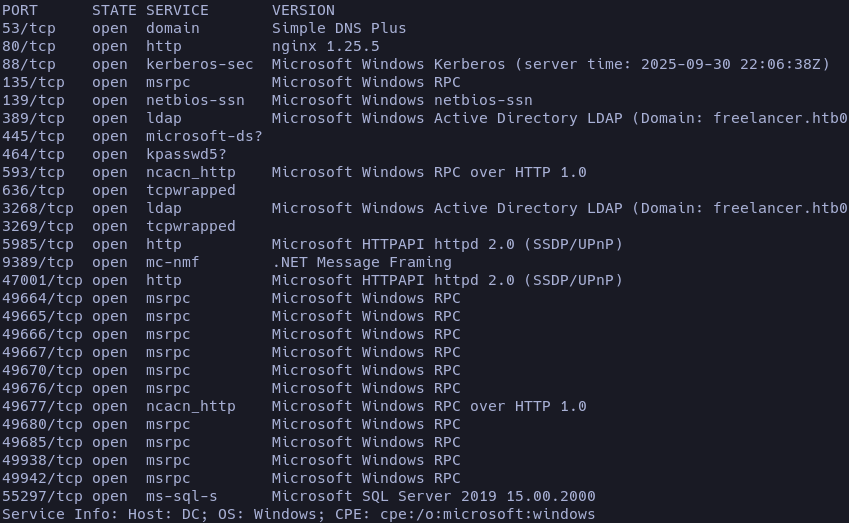 PORT      STATE SERVICE       VERSION
53/tcp    open  domain        Simple DNS Plus
80/tcp    open  http          nginx 1.25.5
88/tcp    open  kerberos-sec  Microsoft Windows Kerberos (server time: 2025-09-30 22:06:38Z)
135/tcp   open  msrpc         Microsoft Windows RPC
139/tcp   open  netbios-ssn   Microsoft Windows netbios-ssn
389/tcp   open  ldap          Microsoft Windows Active Directory LDAP (Domain: freelancer.htb0
445/tcp   open  microsoft-ds?
464/tcp   open  kpasswd5?
593/tcp   open  ncacn_http    Microsoft Windows RPC over HTTP 1.0
636/tcp   open  tcpwrapped
3268/tcp  open  ldap          Microsoft Windows Active Directory LDAP (Domain: freelancer.htb0
3269/tcp  open  tcpwrapped
5985/tcp  open  http          Microsoft HTTPAPI httpd 2.0 (SSDP/UPnP)
9389/tcp  open  mc-nmf        .NET Message Framing
47001/tcp open  http          Microsoft HTTPAPI httpd 2.0 (SSDP/UPnP)
49664/tcp open  msrpc         Microsoft Windows RPC
49665/tcp open  msrpc         Microsoft Windows RPC
49666/tcp open  msrpc         Microsoft Windows RPC
49667/tcp open  msrpc         Microsoft Windows RPC
49670/tcp open  msrpc         Microsoft Windows RPC
49676/tcp open  msrpc         Microsoft Windows RPC
49677/tcp open  ncacn_http    Microsoft Windows RPC over HTTP 1.0
49680/tcp open  msrpc         Microsoft Windows RPC
49685/tcp open  msrpc         Microsoft Windows RPC
49938/tcp open  msrpc         Microsoft Windows RPC
49942/tcp open  msrpc         Microsoft Windows RPC
55297/tcp open  ms-sql-s      Microsoft SQL Server 2019 15.00.2000
Service Info: Host: DC; OS: Windows; CPE: cpe:/o:microsoft:windows